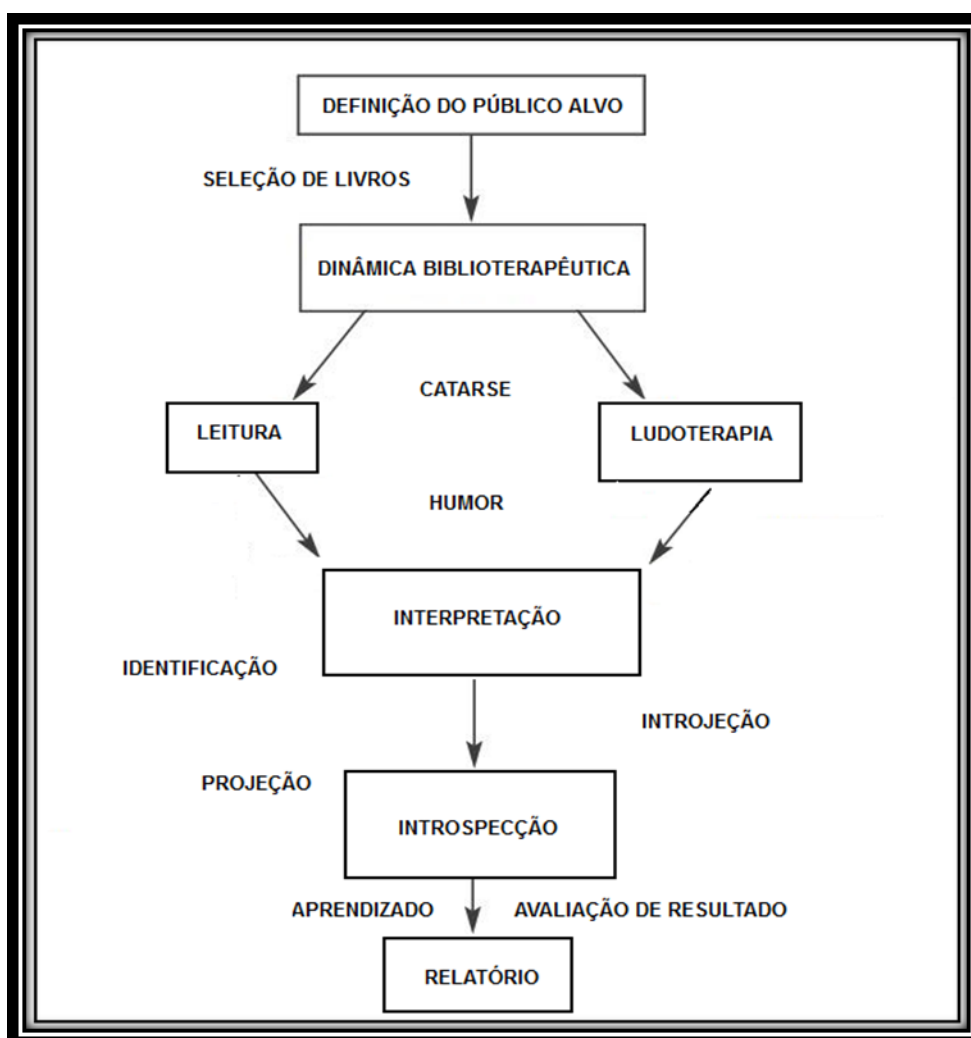 DEFINIÇÃO DO PÚBLICO ALVO
SELEÇÃO DE LIVROS
DINÂMICA BIBLIOTERAPÊUTICA
CATARSE
LEITURA
LUDOTERAPIA
HUMOR
INTERPRETAÇÃO
IDENTIFICAÇÃO
INTROJEÇÃO
PROJEÇÃO
INTROSPECÇÃO
APRENDIZADO
AVALIAÇÃO DE RESULTADO
RELATÓRIO